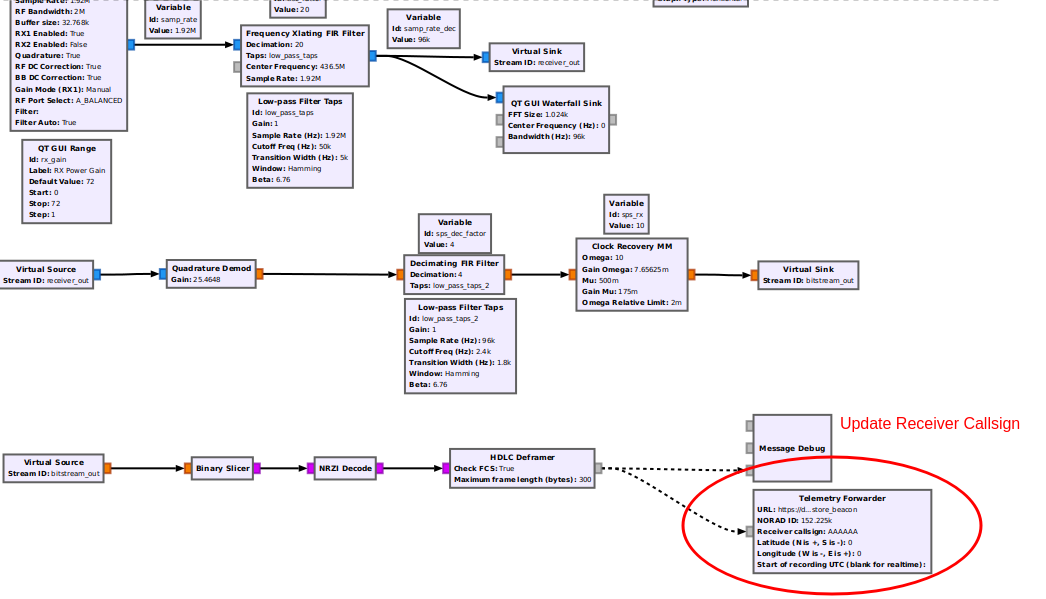 RF Bandwidth: 2M
Buffer size: 32.768k
RX1 Enabled: True
RX2 Enabled: False
Quadrature: True
RF DC Correction: True
BB DC Correction: True
Gain Mode (RX1): Manual
RF Port Select: A_BALANCED
Filter:
Filter Auto: True
Variable
Id: samp_rate
Value: 1.92M
Value: 20
Variable
Id: samp_rate_dec
Value: 96k
Frequency Xlating FIR Filter
Decimation: 20
Taps: low_pass_taps
Center Frequency: 436.5M
Sample Rate: 1.92M
Virtual Sink
Stream ID: receiver_out
QT GUI Waterfall Sink
FFT Size: 1.024k
Center Frequency (Hz): 0
Bandwidth (Hz): 96k
Low-pass Filter Taps
Id: low_pass_taps
Gain: 1
Sample Rate (Hz): 1.92M
Cutoff Freq (Hz): 50k
Transition Width (Hz): 5k
Window: Hamming
Beta: 6.76
QT GUI Range
Id: rx_gain
Label: RX Power Gain
Default Value: 72
Start: 0
Stop: 72
Step: 1
Variable
Id: sps_dec_factor
Value: 4
Variable
Id: sps_rx
Value: 10
Virtual Source
Stream ID: receiver_out
Quadrature Demod
Gain: 25.4648
Decimating FIR Filter
Decimation: 4
Taps: low_pass_taps_2
Clock Recovery MM
Omega: 10
Gain Omega: 7.65625m
Mu: 500m
Gain Mu: 175m
Omega Relative Limit: 2m
Virtual Sink
Stream ID: bitstream_out
Low-pass Filter Taps
Id: low_pass_taps_2
Gain: 1
Sample Rate (Hz): 96k
Cutoff Freq (Hz): 2.4k
Transition Width (Hz): 1.8k
Window: Hamming
Beta: 6.76
Virtual Source
Stream ID: bitstream_out
Binary Slicer
NRZI Decode
HDLC Deframer
Check FCS: True
Maximum frame length (bytes): 300
Message Debug
Update Receiver Callsign
Telemetry Forwarder
URL: https://d...store_beacon
NORAD ID: 152.225k
Receiver callsign: AAAAAA
Latitude (N is +, S is -): 0
Longitude (W is -, E is +): 0
Start of recording UTC (blank for realtime):